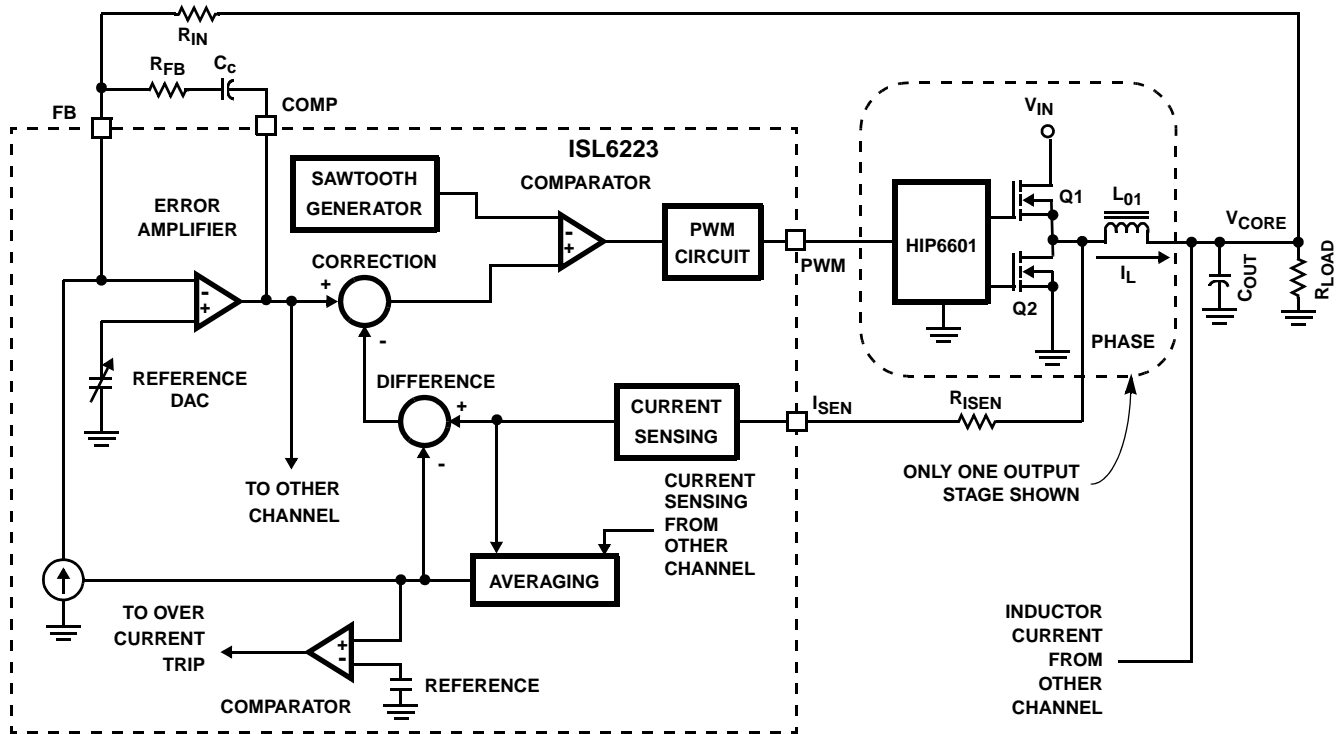 R_IN
R_FB
C_c
FB
COMP
ISL6223
SAWTOOTH
GENERATOR
COMPARATOR
ERROR
AMPLIFIER
-
+
PWM
CIRCUIT
PWM
V_IN
HIP6601
Q1
Q2
L_01
I_L
V_CORE
C_OUT
R_LOAD
PHASE
CORRECTION
+
-
-
+
REFERENCE
DAC
DIFFERENCE
+
-
CURRENT
SENSING
I_SEN
R_ISEN
TO OTHER
CHANNEL
CURRENT
SENSING
FROM
OTHER
CHANNEL
ONLY ONE OUTPUT
STAGE SHOWN
AVERAGING
TO OVER
CURRENT
TRIP
+
-
REFERENCE
COMPARATOR
INDUCTOR
CURRENT
FROM
OTHER
CHANNEL